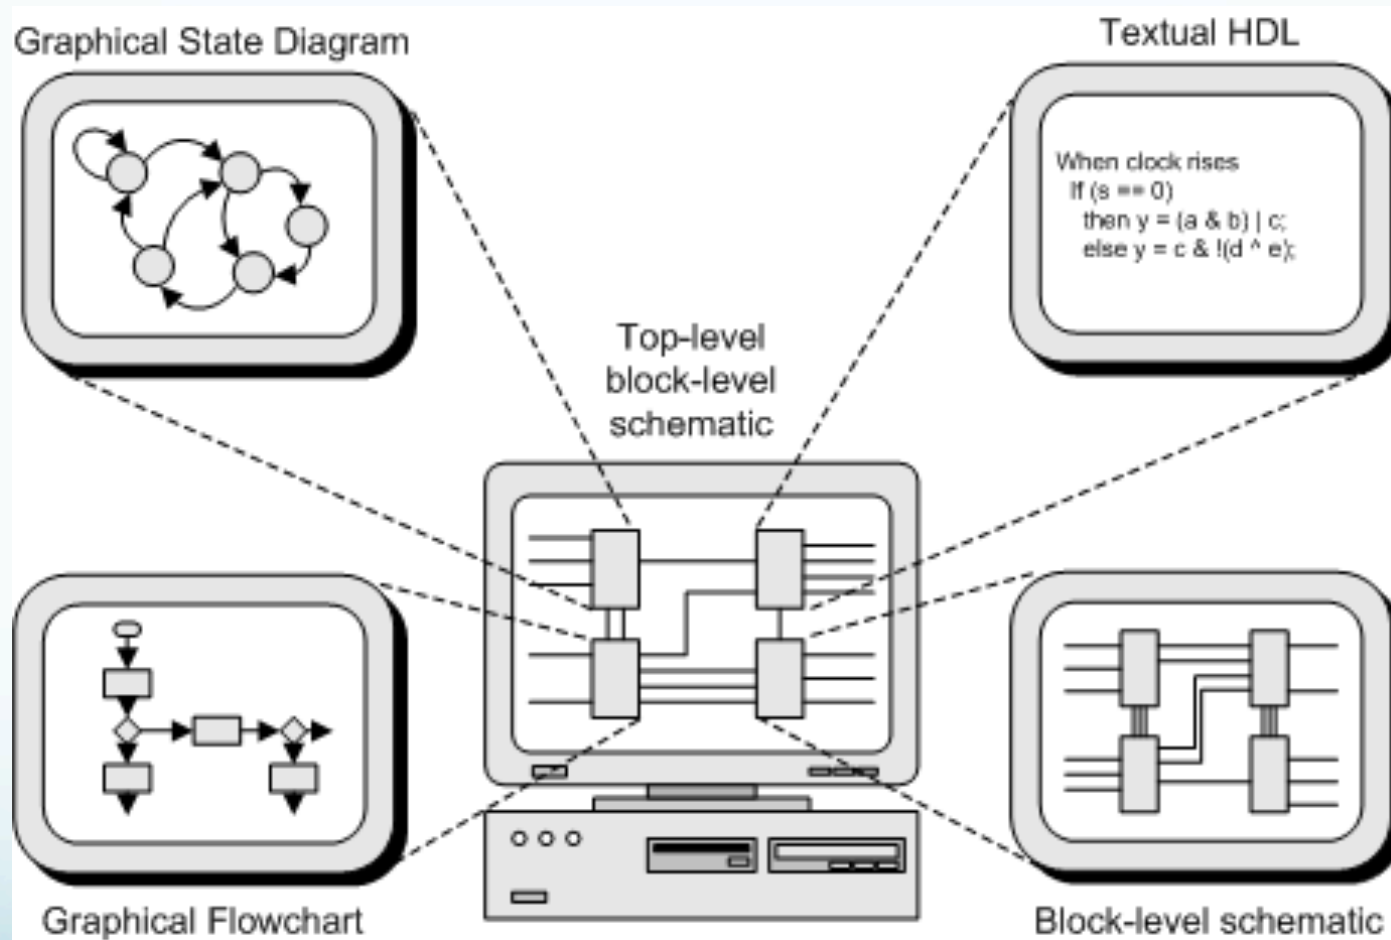 Graphical State Diagram
Textual HDL
When clock rises
If (s == 0)
then y = (a & b) | c;
else y = c & !(d ^ e);
Top-level
block-level
schematic
Graphical Flowchart
Block-level schematic